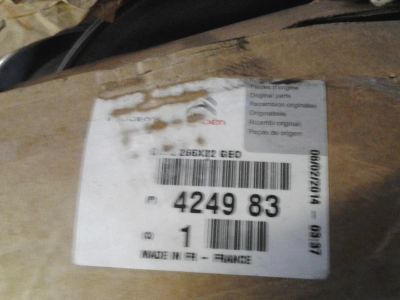 Pièces d'origine
Original parts
Recambios originales
Originalteile
Ricambi originali
Peças de origem
266X22 GEO
(P) 4249 83
(Q) 1
MADE IN FR - FRANCE
06/02/2014 03:37